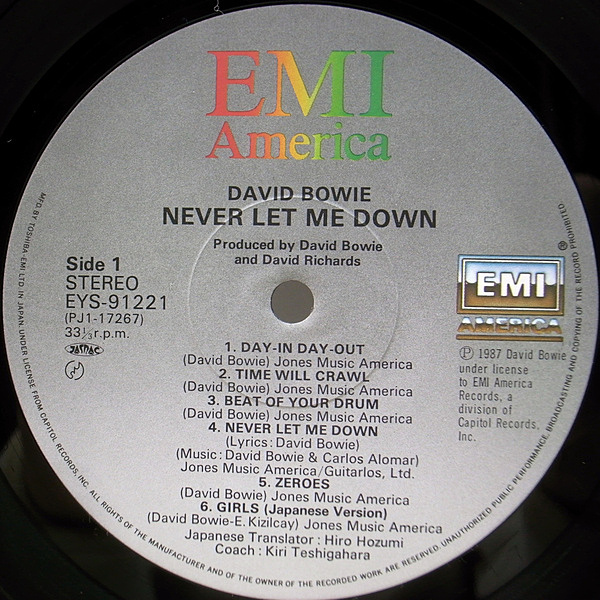 EMI
America
DAVID BOWIE
NEVER LET ME DOWN
Produced by David Bowie
and David Richards
Side 1
STEREO
EYS-91221
(PJ1-17267)
33⅓ r.p.m.
JASRAC
EMI
AMERICA
Ⓟ 1987 David Bowie
under license
to EMI America
Records, a
division of
Capitol Records,
Inc.
1. DAY-IN DAY-OUT
(David Bowie) Jones Music America
2. TIME WILL CRAWL
(David Bowie) Jones Music America
3. BEAT OF YOUR DRUM
(David Bowie) Jones Music America
4. NEVER LET ME DOWN
(Lyrics : David Bowie)
(Music : David Bowie & Carlos Alomar)
Jones Music America/Guitarlos, Ltd.
5. ZEROES
(David Bowie) Jones Music America
6. GIRLS (Japanese Version)
(David Bowie-E. Kizilcay) Jones Music America
Japanese Translator : Hiro Hozumi
Coach : Kiri Teshigahara
MFD. BY TOSHIBA-EMI LTD. IN JAPAN. UNDER LICENSE FROM CAPITOL RECORDS, INC. ALL RIGHTS OF THE MANUFACTURER AND OF THE OWNER OF THE RECORDED WORK ARE RESERVED. UNAUTHORIZED PUBLIC PERFORMANCE, BROADCASTING AND COPYING OF THE RECORD PROHIBITED ®